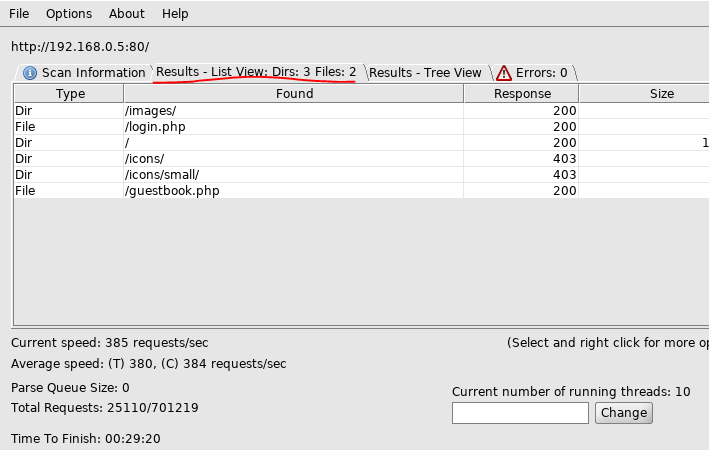 File Options About Help
http://192.168.0.5:80/
Scan Information Results - List View: Dirs: 3 Files: 2 Results - Tree View Errors: 0
Type Found Response Size
Dir /images/ 200
File /login.php 200
Dir / 200 1
Dir /icons/ 403
Dir /icons/small/ 403
File /guestbook.php 200
Current speed: 385 requests/sec (Select and right click for more op
Average speed: (T) 380, (C) 384 requests/sec
Parse Queue Size: 0
Current number of running threads: 10
Total Requests: 25110/701219
Change
Time To Finish: 00:29:20